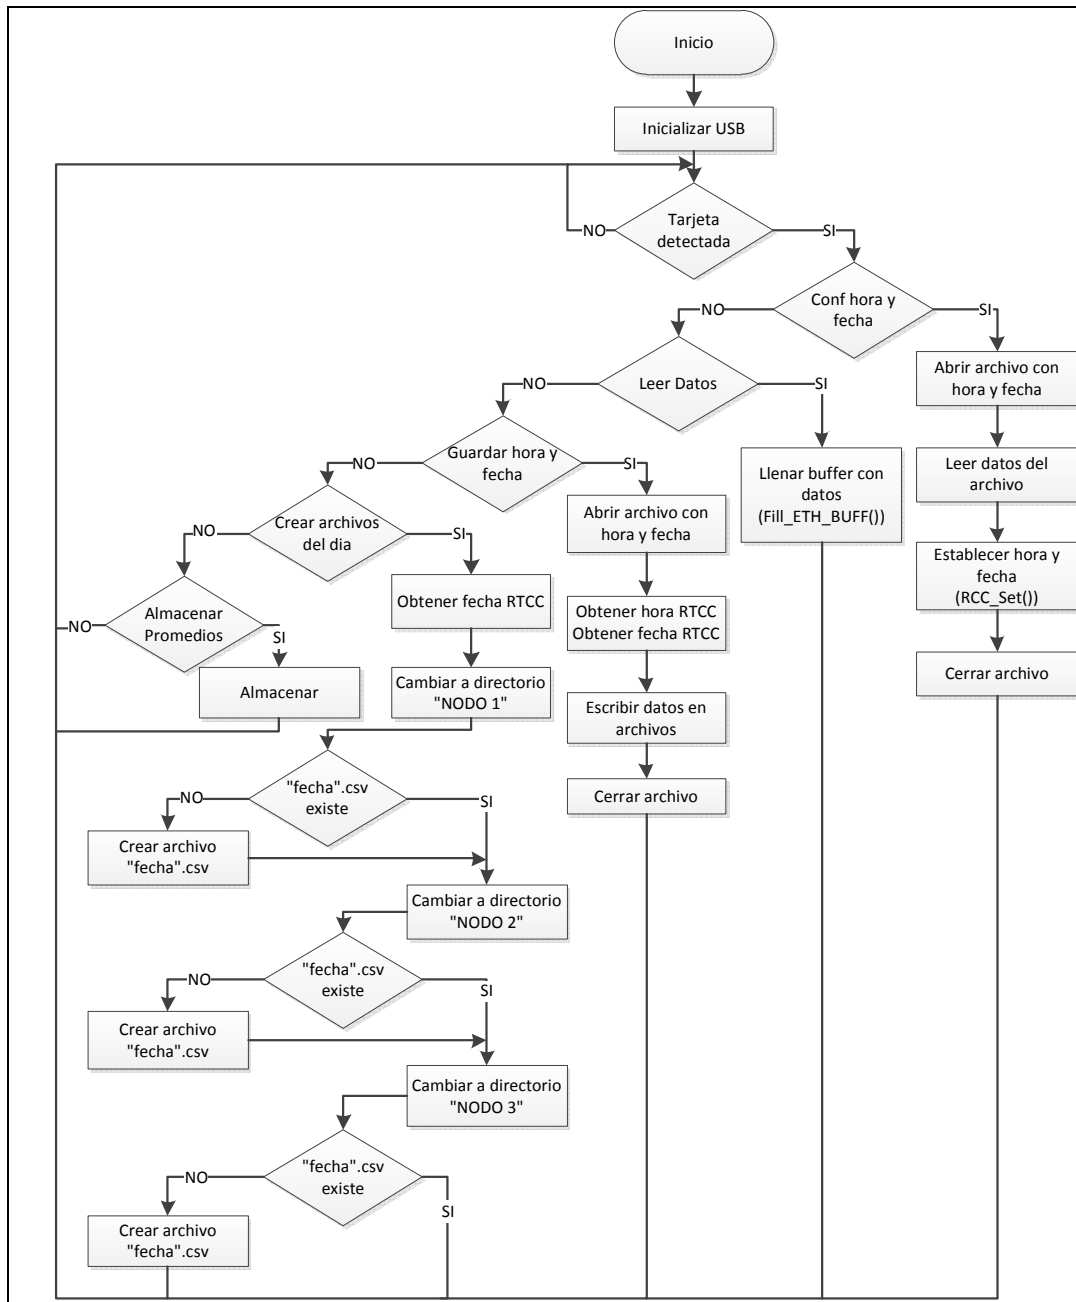 Inicio
Inicializar USB
Tarjeta
detectada
NO
SI
Conf hora y
fecha
NO
SI
Leer Datos
NO
SI
Abrir archivo con
hora y fecha
Guardar hora y
fecha
NO
SI
Llenar buffer con
datos
(Fill_ETH_BUFF())
Leer datos del
archivo
Crear archivos
del dia
NO
SI
Abrir archivo con
hora y fecha
Establecer hora y
fecha
(RCC_Set())
Almacenar
Promedios
NO
SI
Obtener fecha RTCC
Obtener hora RTCC
Obtener fecha RTCC
Cerrar archivo
Almacenar
Cambiar a directorio
"NODO 1"
Escribir datos en
archivos
Cerrar archivo
"fecha".csv
existe
NO
SI
Crear archivo
"fecha".csv
Cambiar a directorio
"NODO 2"
"fecha".csv
existe
NO
SI
Crear archivo
"fecha".csv
Cambiar a directorio
"NODO 3"
"fecha".csv
existe
NO
SI
Crear archivo
"fecha".csv